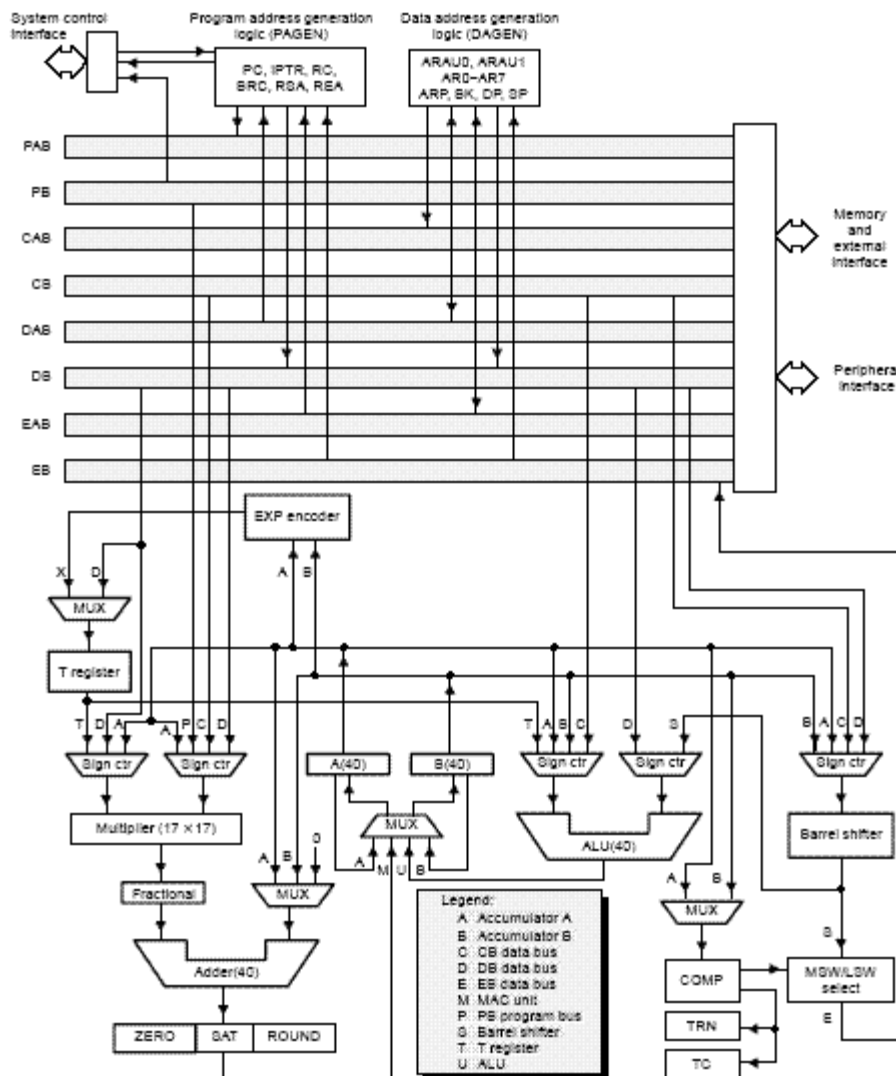 System control
interface
Program address generation
logic (PAGEN)
Data address generation
logic (DAGEN)
PC, IPTR, RC,
BRC, RSA, REA
ARAU0, ARAU1
AR0–AR7
ARP, BK, DP, SP
PAB
PB
CAB
CB
DAB
DB
EAB
EB
Memory
and
external
interface
Periphera
interface
EXP encoder
X D
A B
MUX
T register
T D A
A P C D
T A B C
D S
B A C D
Sign ctr
Sign ctr
A(40)
B(40)
Sign ctr
Sign ctr
Sign ctr
Multiplier (17 × 17)
MUX
ALU(40)
Barrel shifter
A B 0
A M U B
Fractional
MUX
A B
MUX
S
Adder(40)
COMP
MSW/LSW
select
E
ZERO
SAT
ROUND
TRN
TC
Legend:
A Accumulator A
B Accumulator B
C CB data bus
D DB data bus
E EB data bus
M MAC unit
P PB program bus
S Barrel shifter
T T register
U ALU